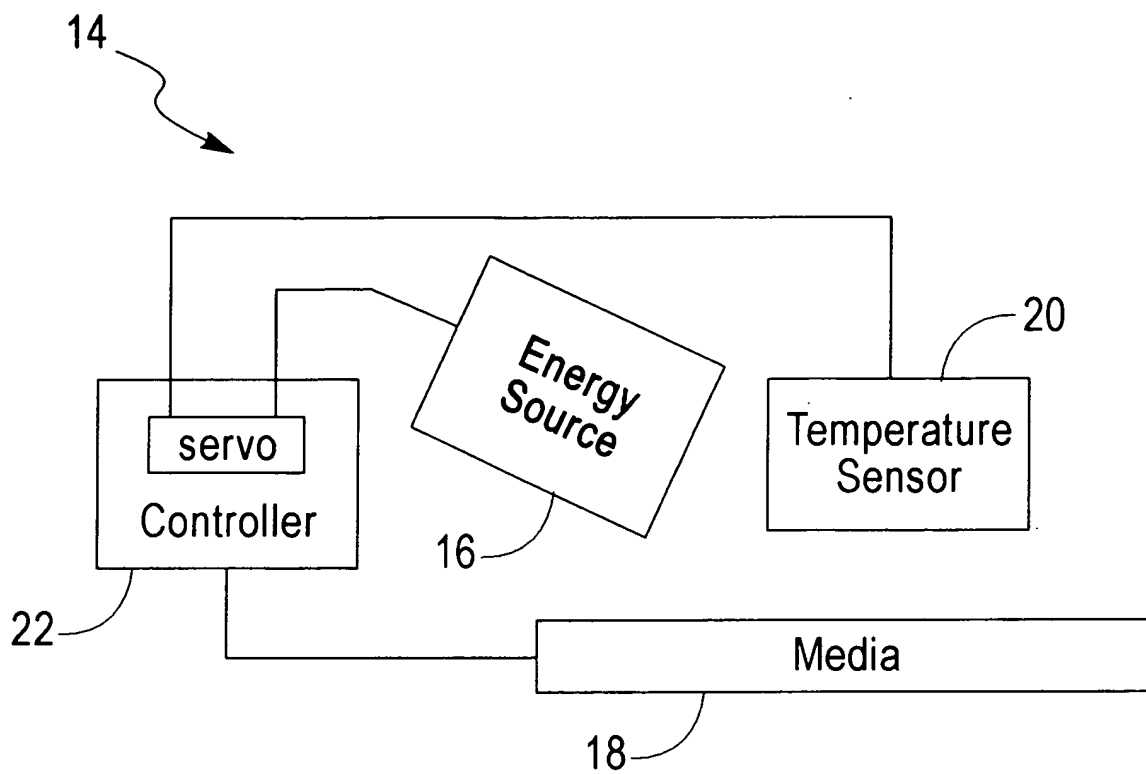 14
20
Energy
Source
Temperature
Sensor
servo
Controller
16
22
Media
18